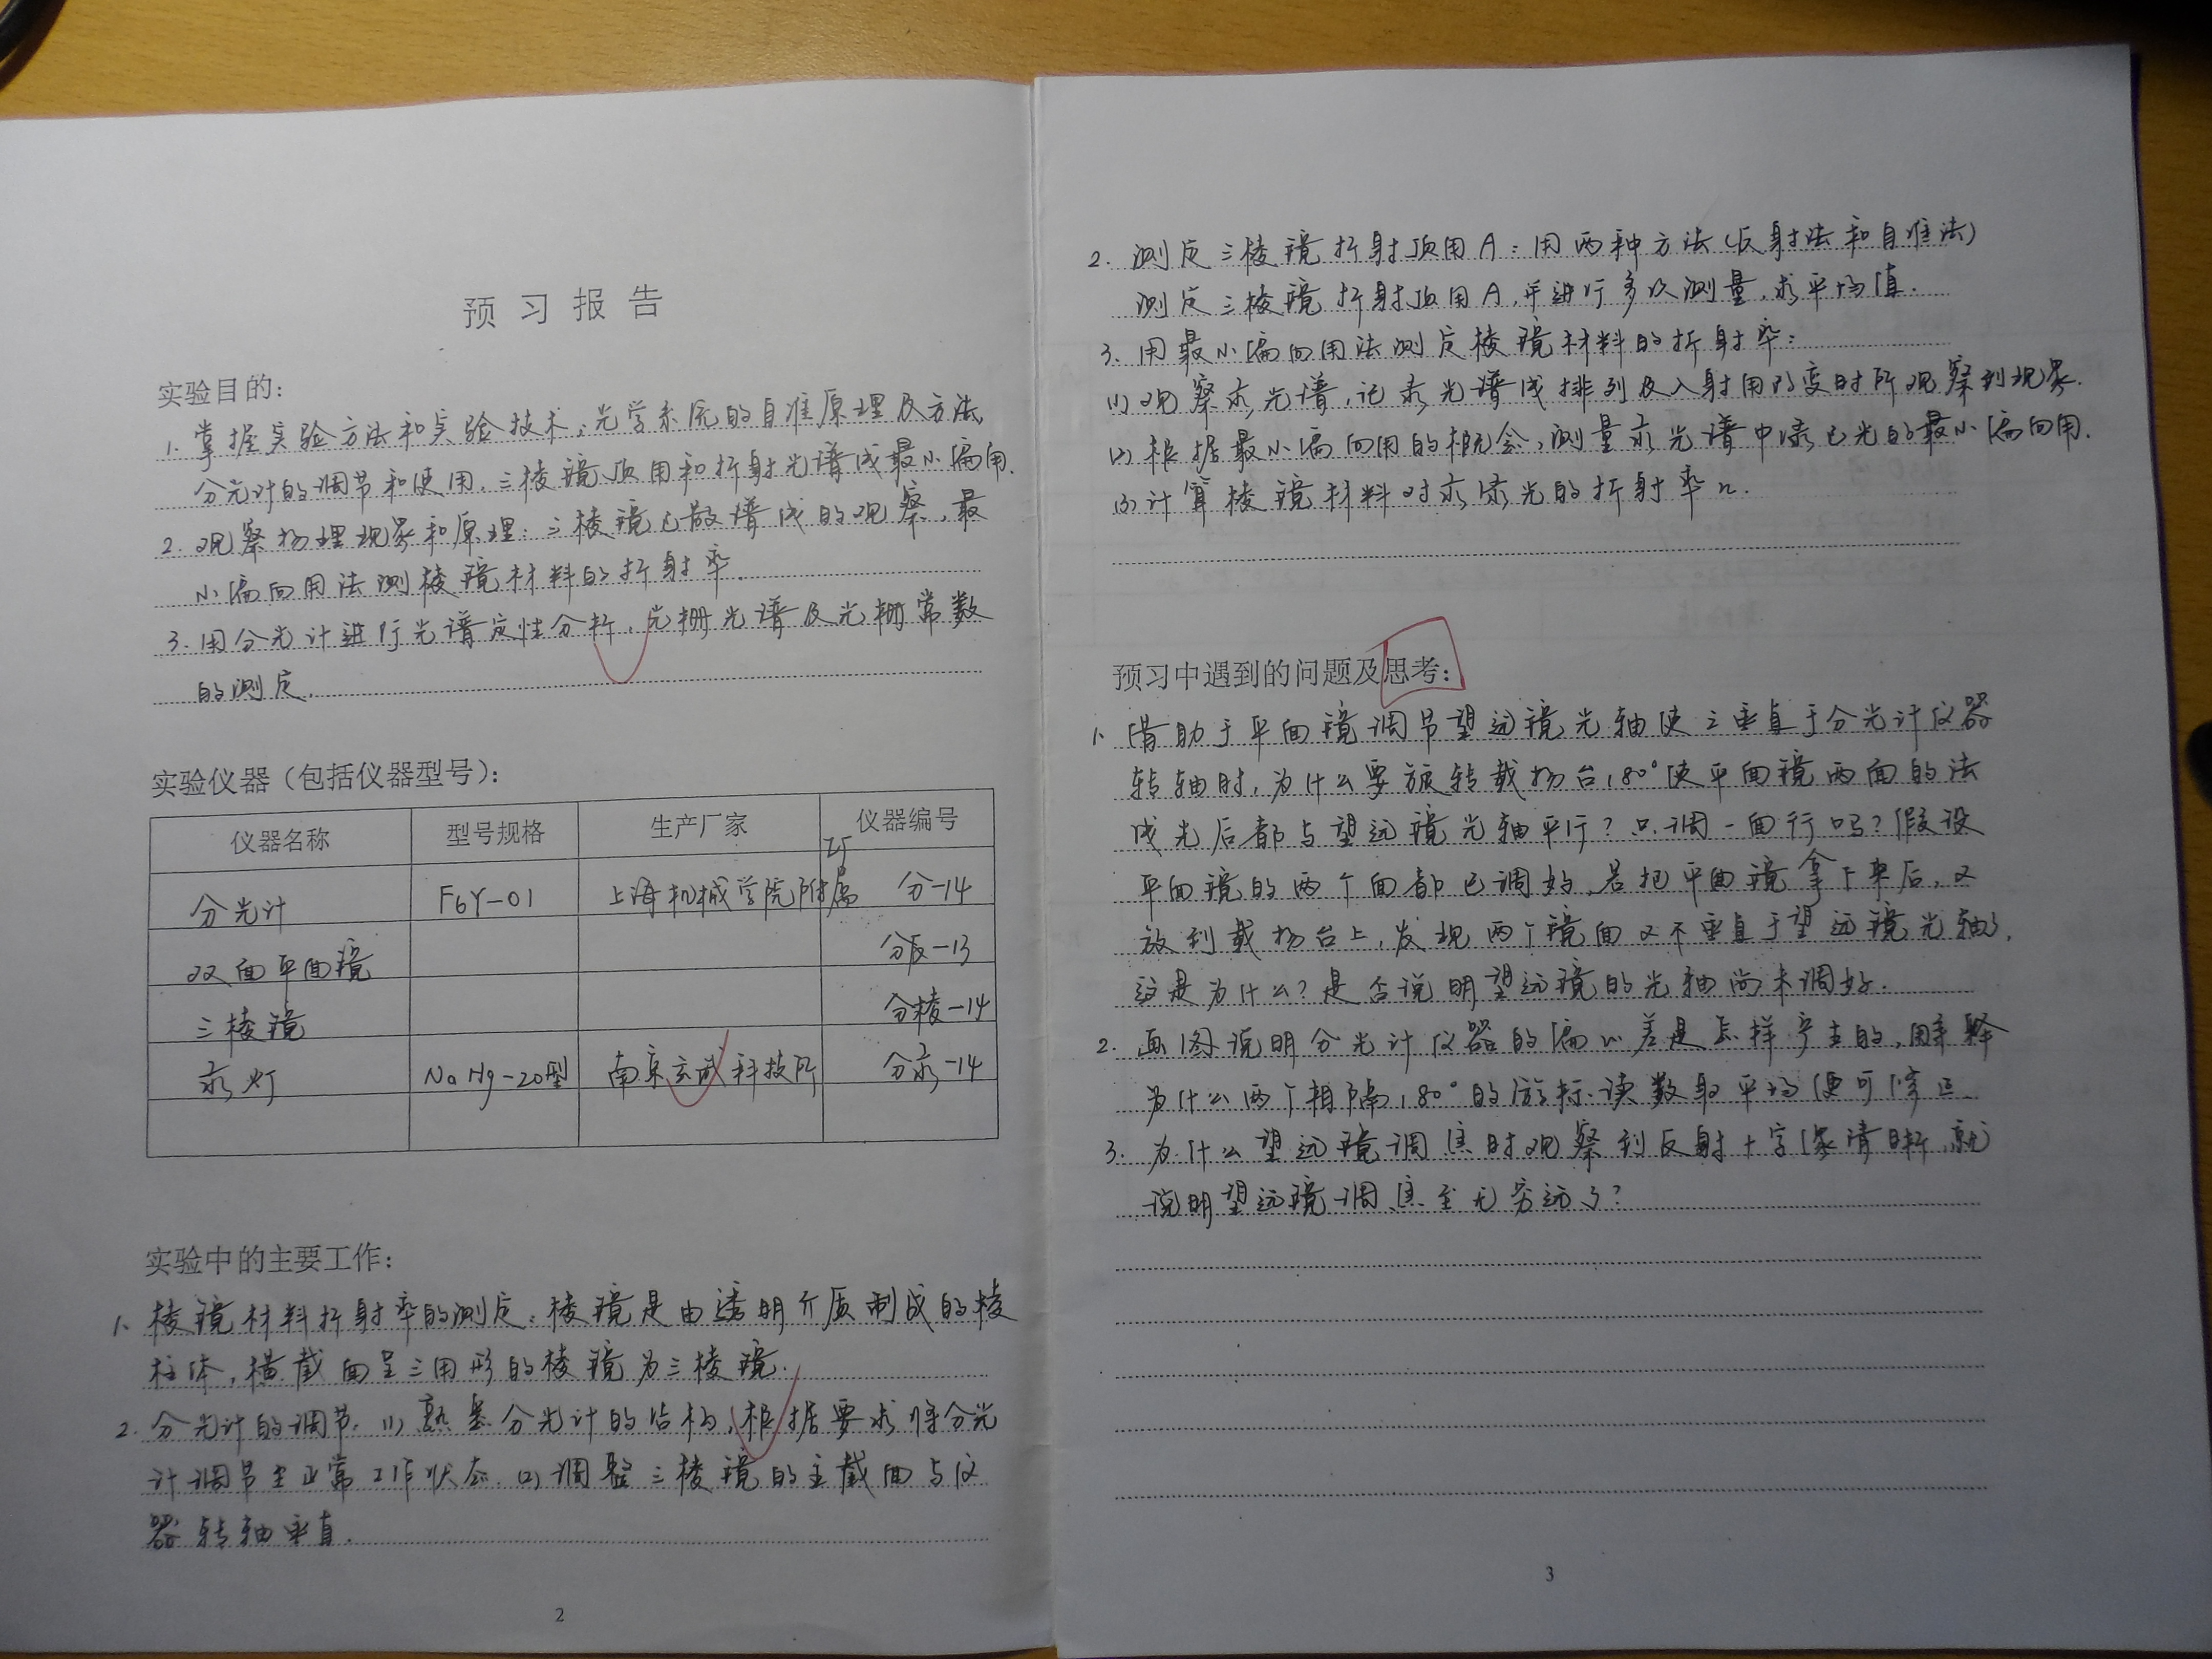 预习报告
实验目的:
1. 掌握实验方法和实验技术:光学系统的自准原理及方法,
分光计的调节和使用.三棱镜顶角和折射光谱线最小偏角.
2. 观察物理现象和原理:三棱镜色散谱线的观察,最
小偏向角法测棱镜材料的折射率.
3. 用分光计进行光谱定性分析,光栅光谱及光栅常数
的测定.
实验仪器(包括仪器型号):
仪器名称 型号规格 生产厂家 仪器编号
分光计 FGY-01 上海机械学院附属工厂 分-14
双面平面镜 分反-13
三棱镜 分棱-14
汞灯 NaHg-20型 南京 科技所 分汞-14
实验中的主要工作:
1. 棱镜材料折射率的测定:棱镜是由透明介质制成的棱
柱体,横截面呈三角形的棱镜为三棱镜.
2. 分光计的调节.(1)熟悉分光计的结构,根据要求将分光
计调节至正常工作状态.(2)调整三棱镜的主截面与仪
器转轴垂直.
2
2. 测定三棱镜折射顶角A:用两种方法(反射法和自准法)
测定三棱镜折射顶角A,并进行多次测量,求平均值.
3. 用最小偏向角法测定棱镜材料的折射率:
(1)观察汞光谱,记录光谱线排列及入射角改变时所观察到现象.
(2)根据最小偏向角的概念,测量汞光谱中绿色光的最小偏向角.
(3)计算棱镜材料对汞绿光的折射率n.
预习中遇到的问题及思考:
1. 借助于平面镜调节望远镜光轴使之垂直于分光计仪器
转轴时,为什么要旋转载物台180°使平面镜两面的法
线先后都与望远镜光轴平行?只调一面行吗?假设
平面镜的两个面都已调好,若把平面镜拿下来后,又
放到载物台上,发现两个镜面又不垂直于望远镜光轴了,
这是为什么?是否说明望远镜的光轴尚未调好.
2. 画图说明分光计仪器的偏心差是怎样产生的,解释
为什么两个相隔180°的游标读数取平均便可修正.
3. 为什么望远镜调焦时观察到反射十字像清晰,就
说明望远镜调焦至无穷远了?
3